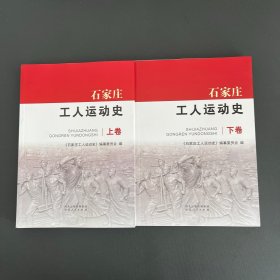 石家庄
工人运动史
SHIJIAZHUANG
GONGREN YUNDONGSHI
上卷
《石家庄工人运动史》编纂委员会 编
石家庄
工人运动史
SHIJIAZHUANG
GONGREN YUNDONGSHI
下卷
《石家庄工人运动史》编纂委员会 编